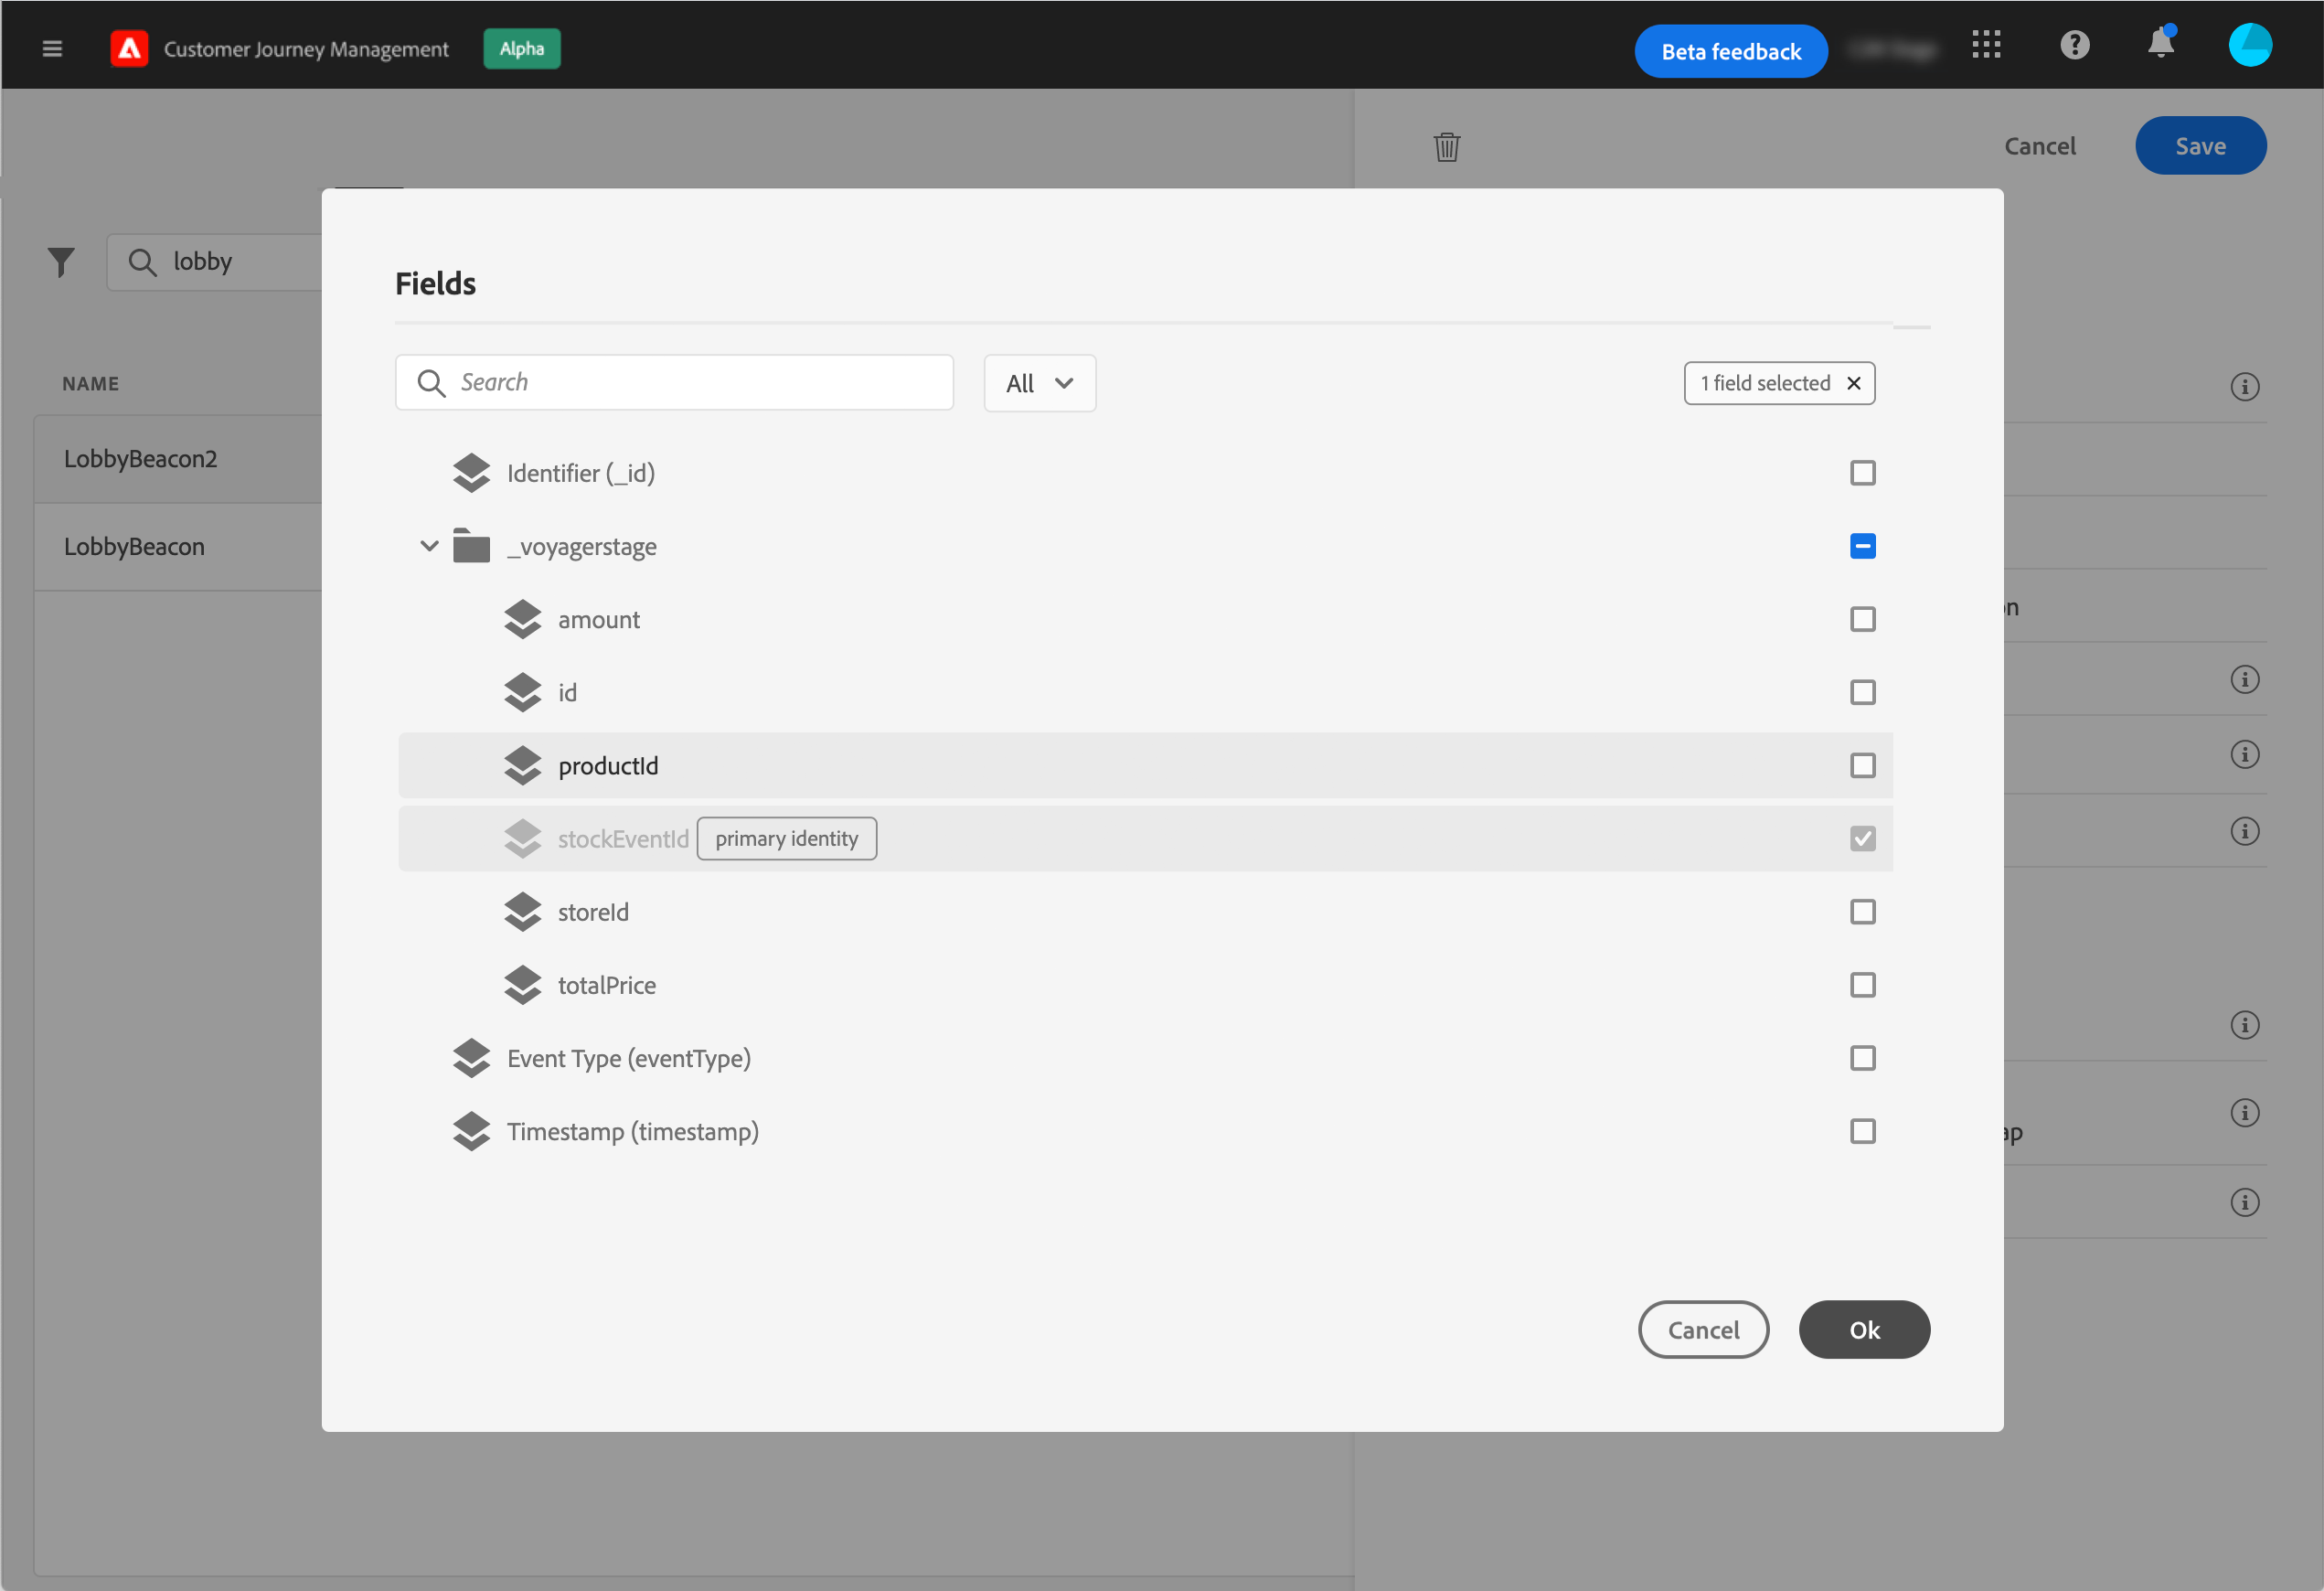 Customer Journey Management
Alpha
Beta feedback
Cancel
Save
lobby
NAME
LobbyBeacon2
LobbyBeacon
Fields
Search
All
1 field selected
Identifier (_id)
_voyagerstage
amount
id
productId
stockEventId
primary identity
storeId
totalPrice
Event Type (eventType)
Timestamp (timestamp)
Cancel
Ok